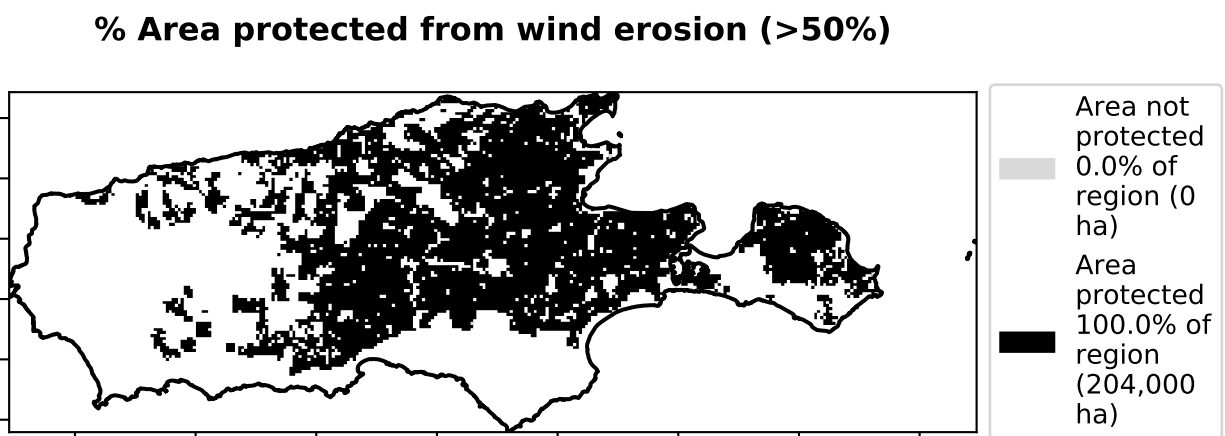 % Area protected from wind erosion (>50%)
Area not
protected
0.0% of
region (0
ha)
Area
protected
100.0% of
region
(204,000
ha)